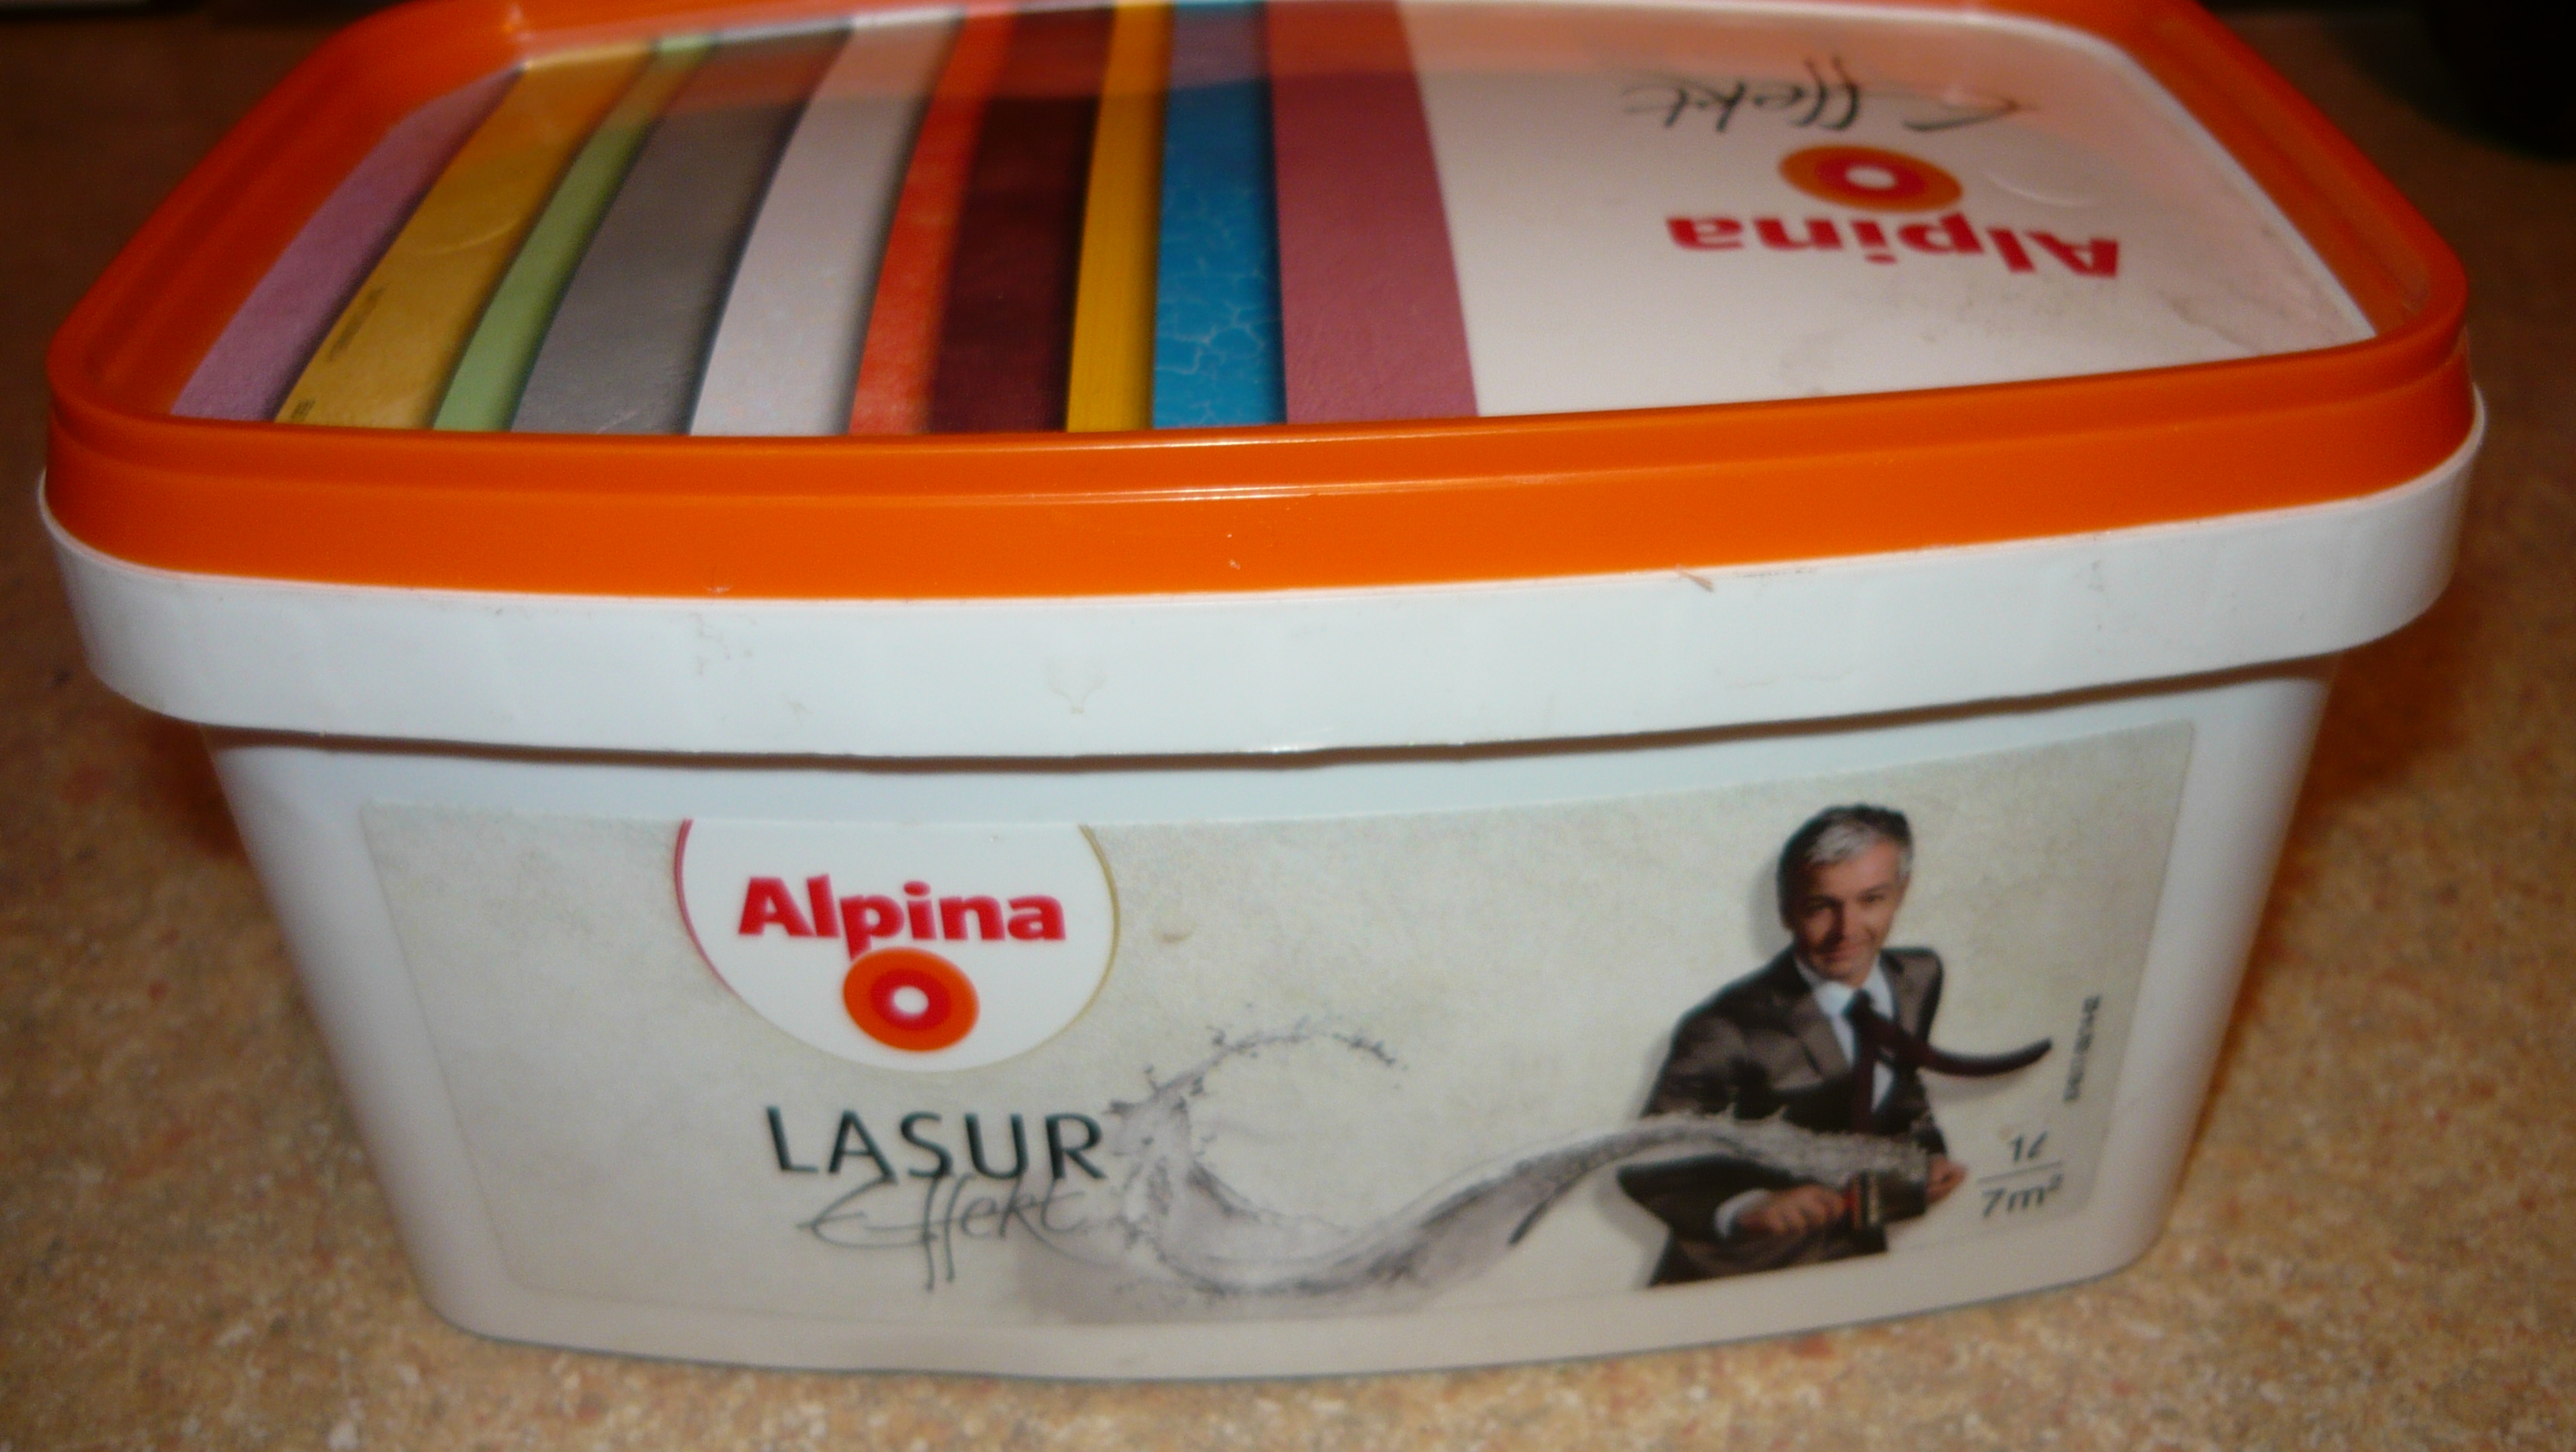 Effekt
Alpina
Alpina
LASUR
Effekt
1ℓ
7m²